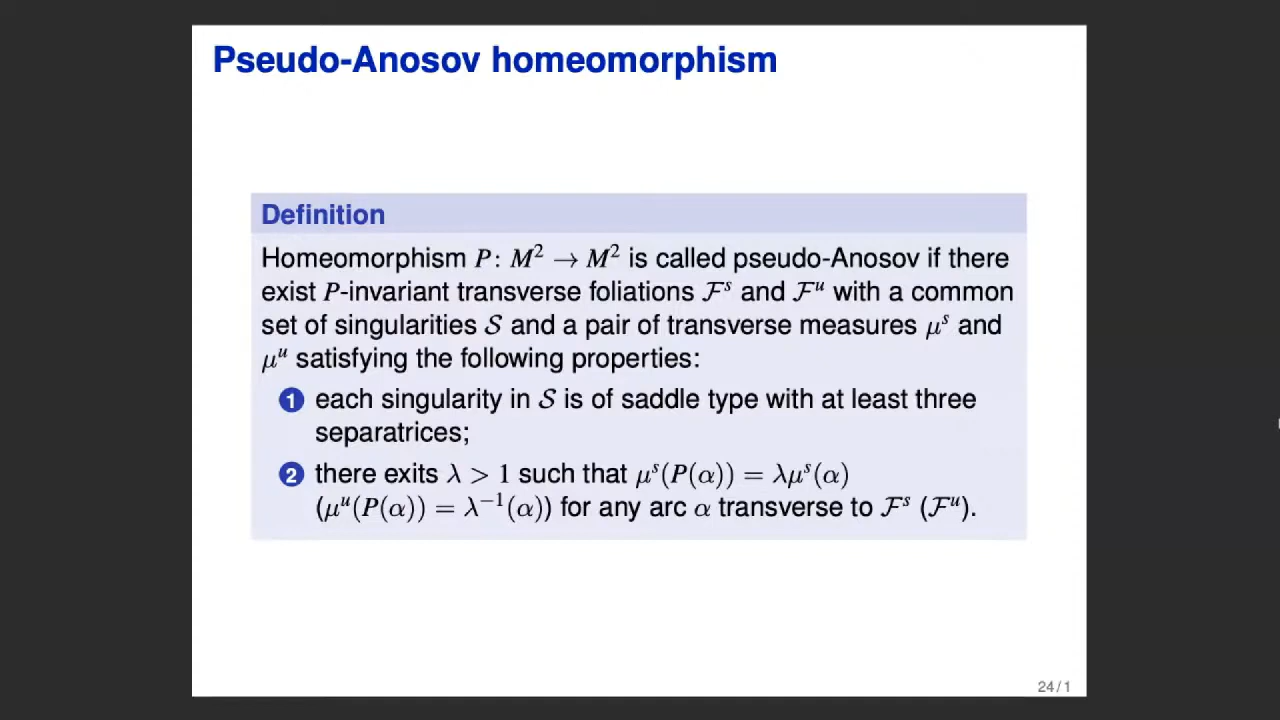 Pseudo-Anosov homeomorphism
Definition
Homeomorphism P: M² → M² is called pseudo-Anosov if there
exist P-invariant transverse foliations ℱˢ and ℱᵘ with a common
set of singularities 𝒮 and a pair of transverse measures μˢ and
μᵘ satisfying the following properties:
1 each singularity in 𝒮 is of saddle type with at least three
separatrices;
2 there exits λ > 1 such that μˢ(P(α)) = λμˢ(α)
(μᵘ(P(α)) = λ⁻¹(α)) for any arc α transverse to ℱˢ (ℱᵘ).
24 / 1